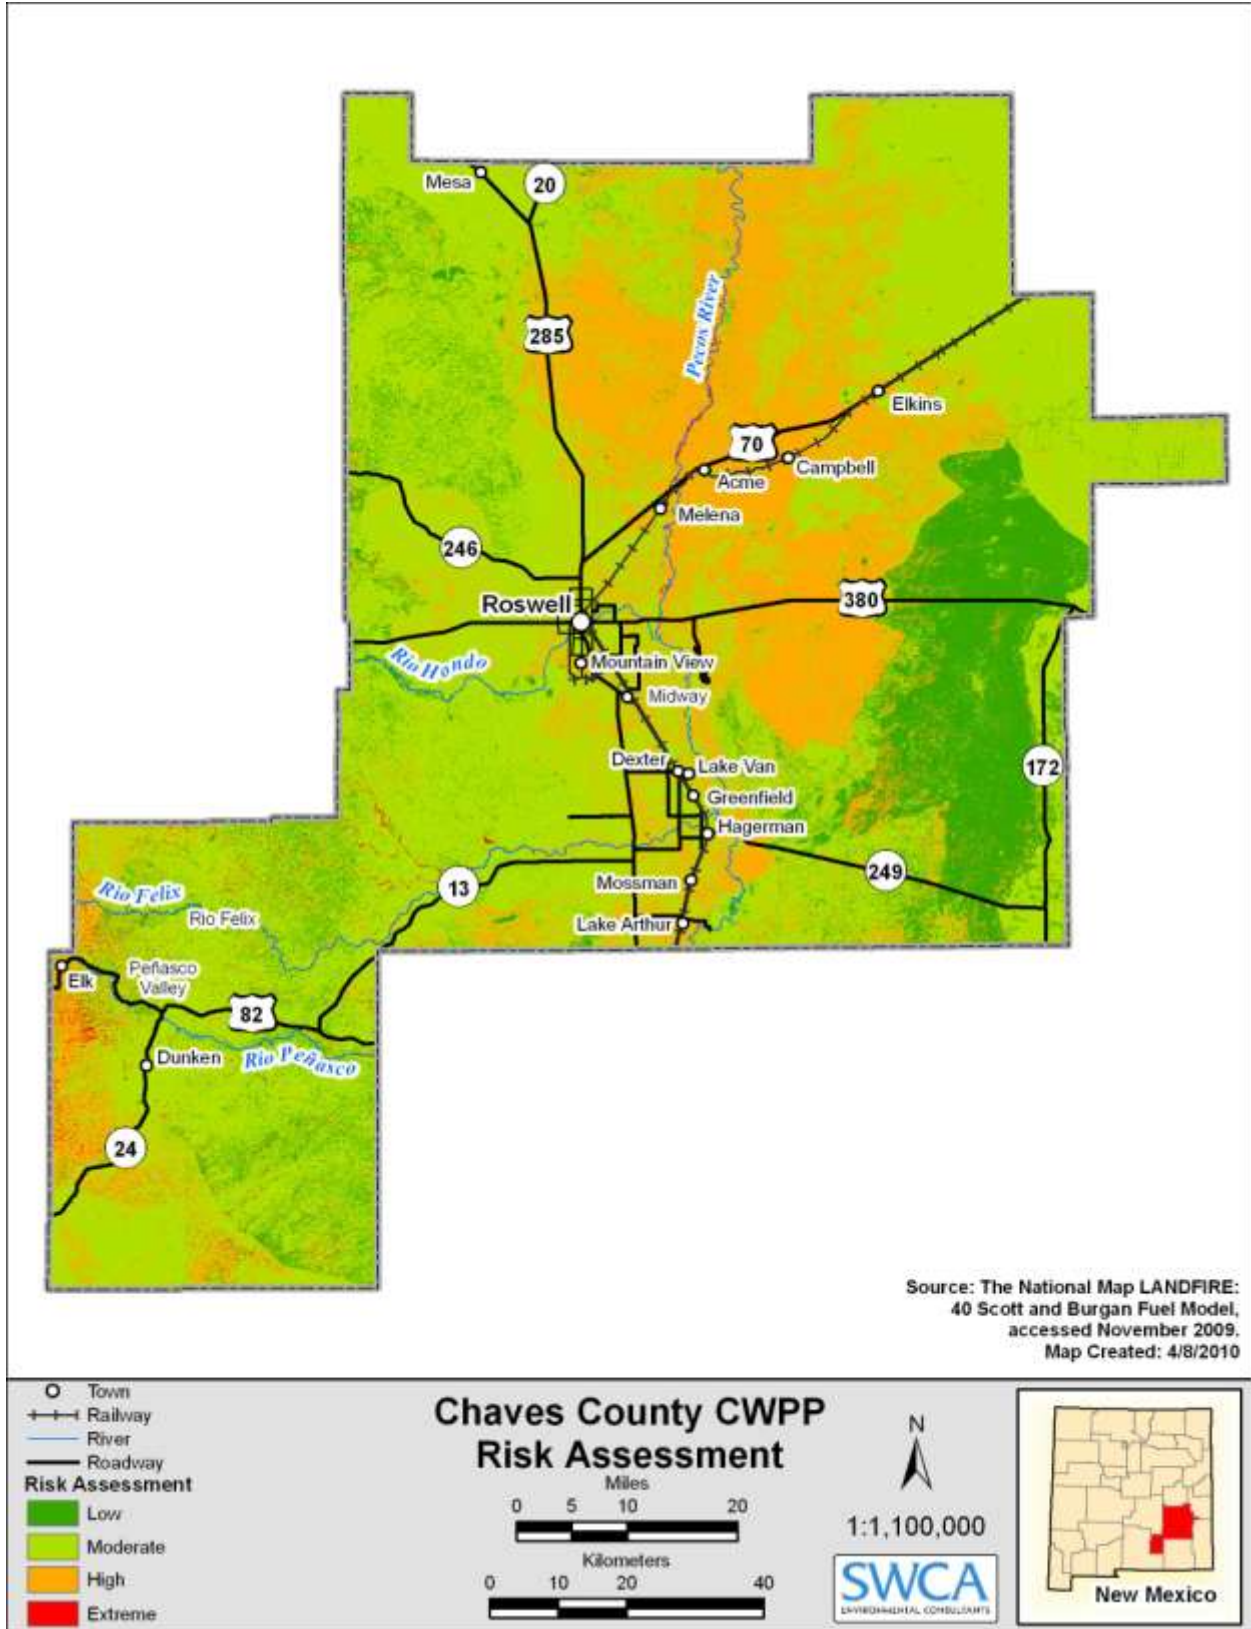 Mesa
20
285
Pecos River
Elkins
70
Campbell
Acme
Melena
246
Roswell
380
Rio Hondo
Mountain View
Midway
Dexter
Lake Van
172
Greenfield
Hagerman
249
13
Mossman
Lake Arthur
Rio Felix
Rio Felix
Elk
Peñasco
Valley
82
Dunken
Rio Peñasco
24
Source: The National Map LANDFIRE:
40 Scott and Burgan Fuel Model,
accessed November 2009.
Map Created: 4/8/2010
Town
Railway
River
Roadway
Risk Assessment
Low
Moderate
High
Extreme
Chaves County CWPP
Risk Assessment
Miles
0 5 10 20
Kilometers
0 10 20 40
N
1:1,100,000
SWCA
ENVIRONMENTAL CONSULTANTS
New Mexico